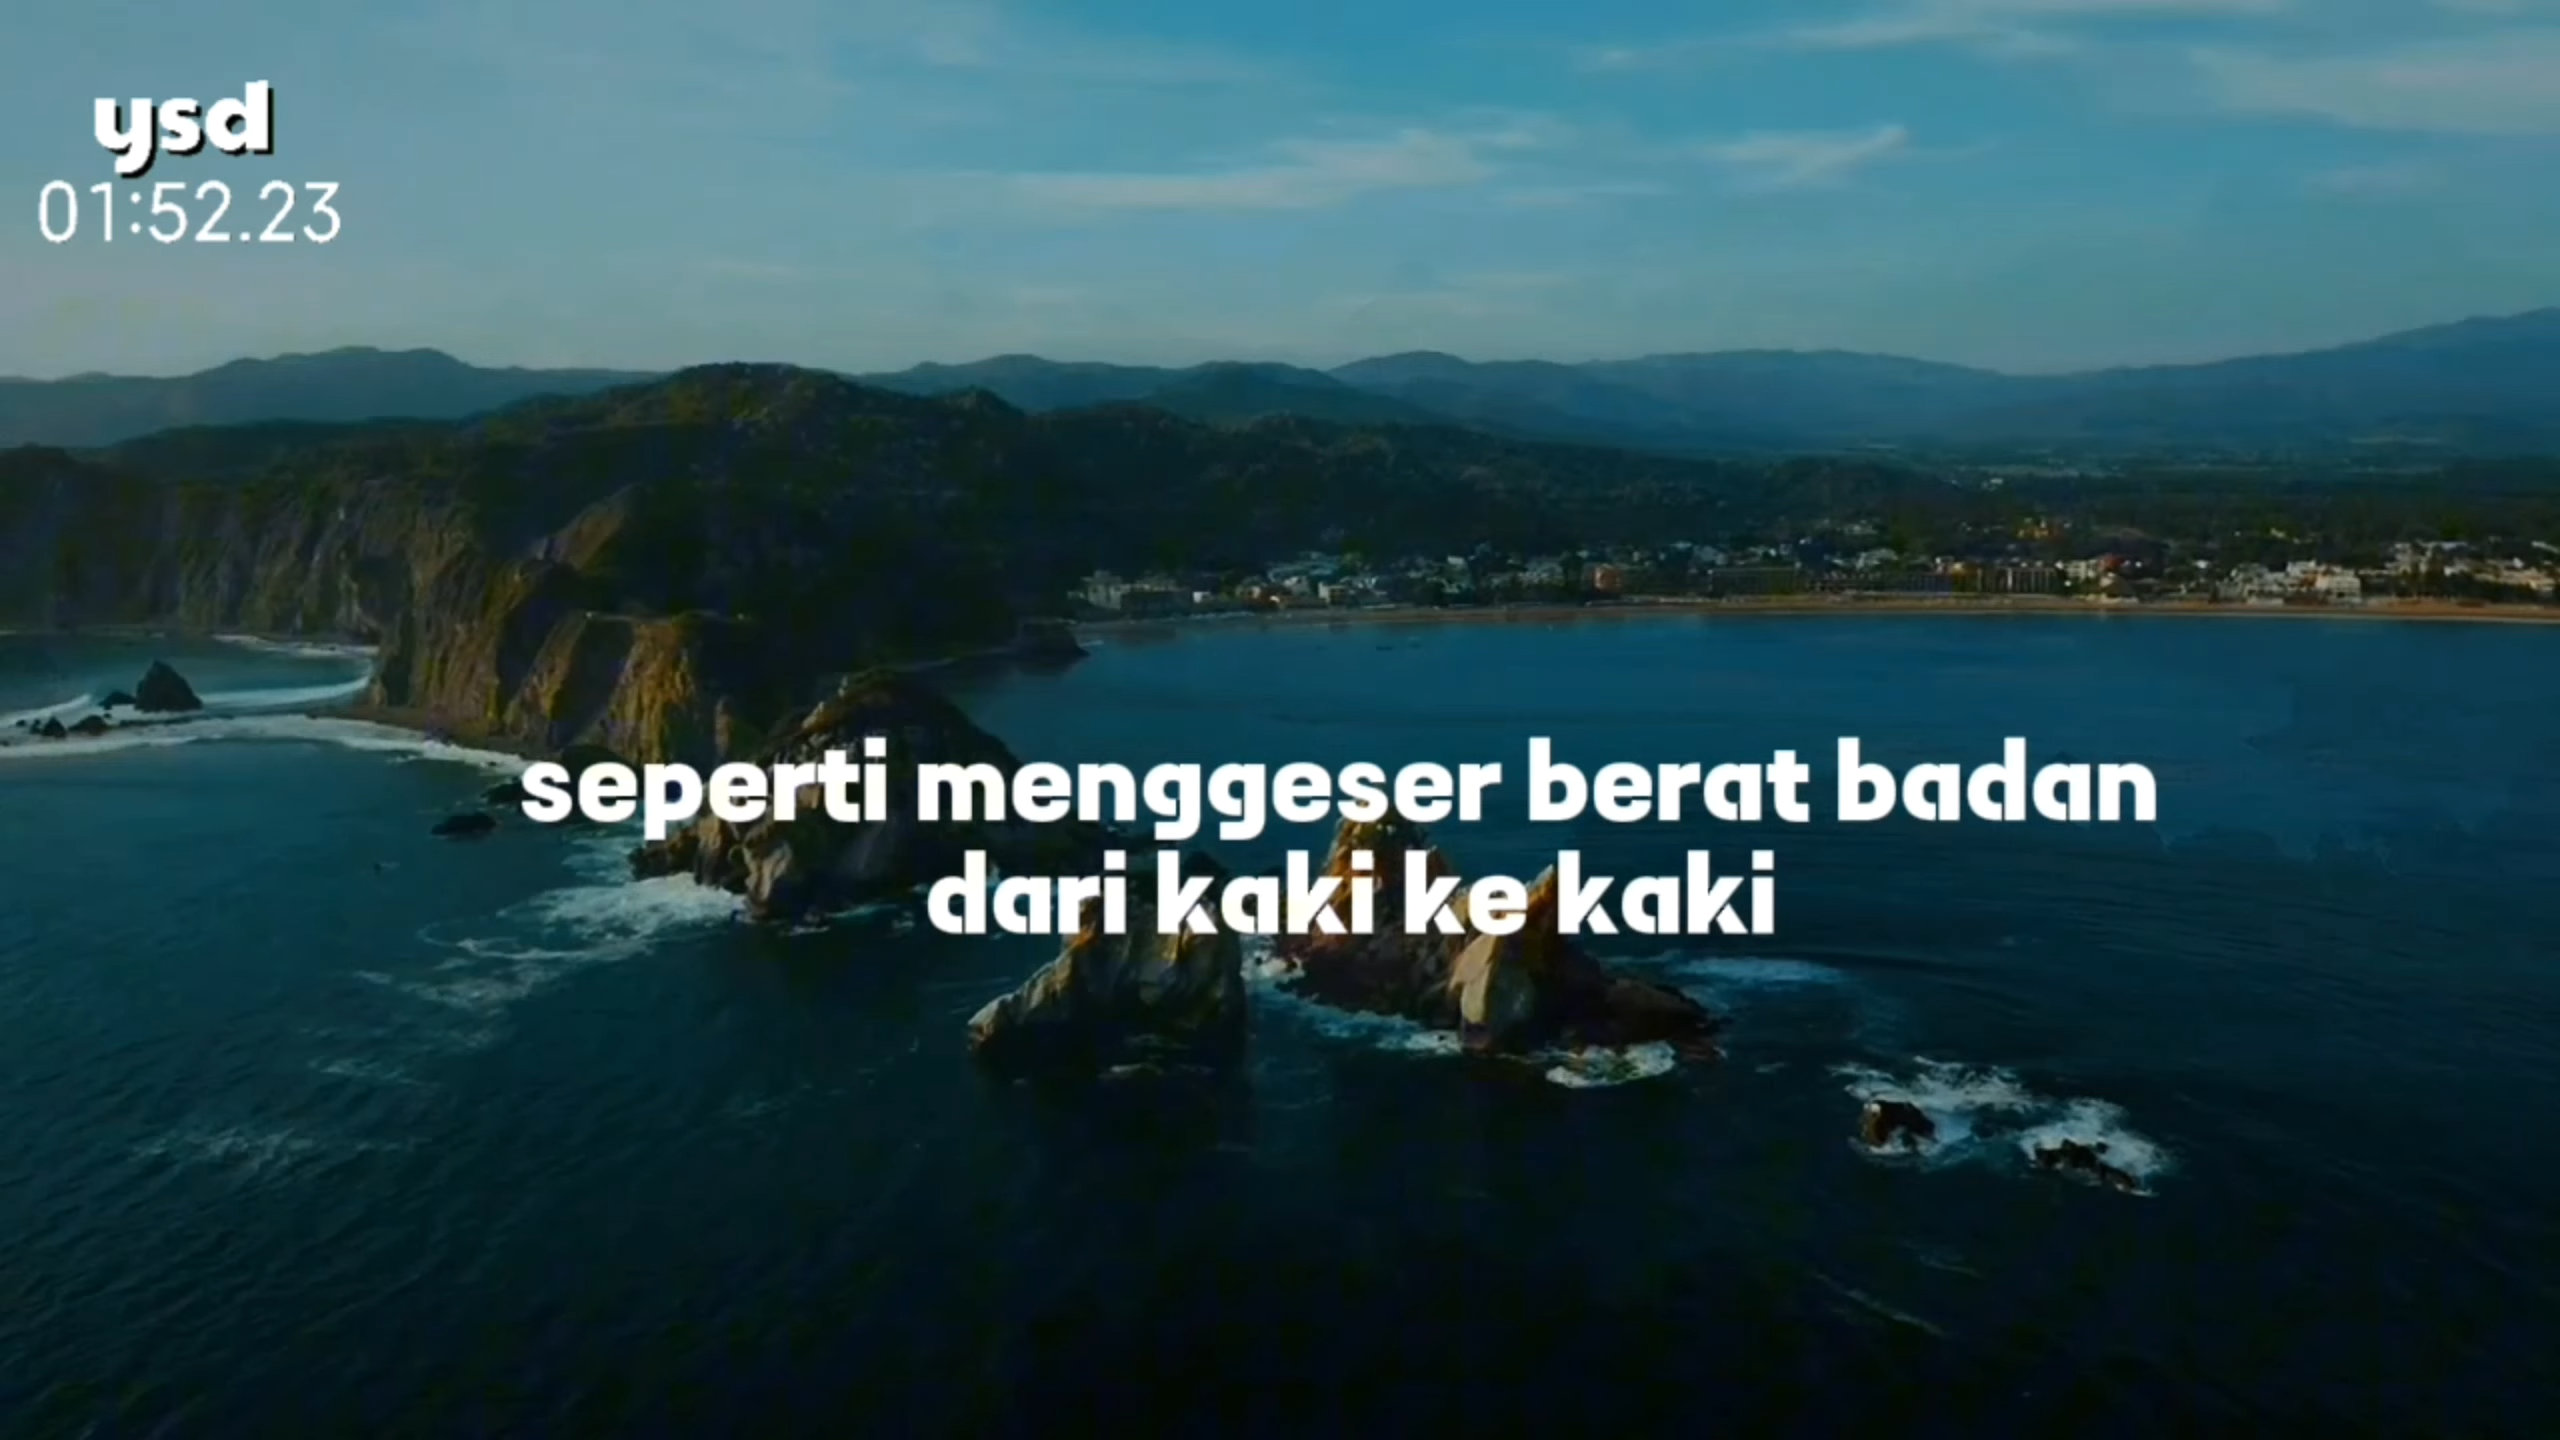 ysd
01:52.23
seperti menggeser berat badan
dari kaki ke kaki